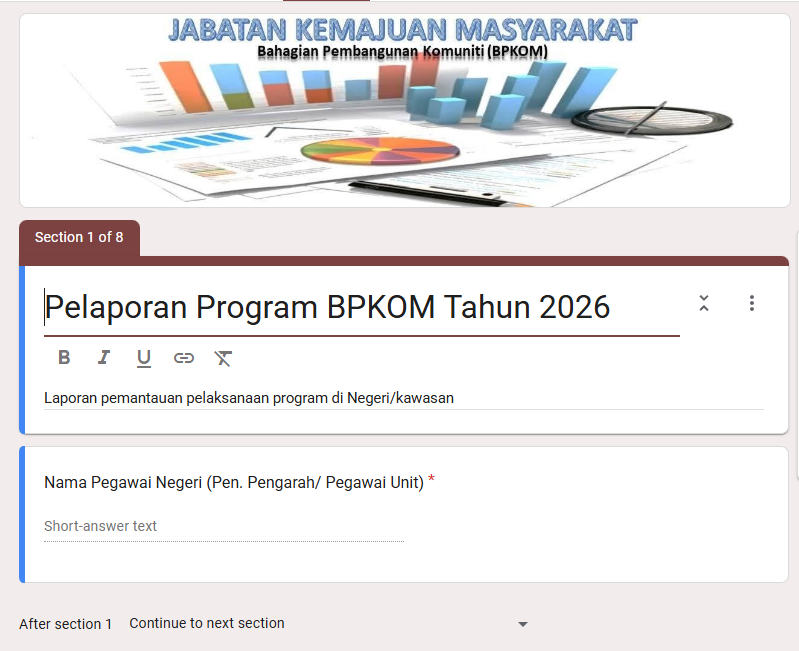 JABATAN KEMAJUAN MASYARAKAT
Bahagian Pembangunan Komuniti (BPKOM)
Section 1 of 8
Pelaporan Program BPKOM Tahun 2026
B I U
Laporan pemantauan pelaksanaan program di Negeri/kawasan
Nama Pegawai Negeri (Pen. Pengarah/ Pegawai Unit) *
Short-answer text
After section 1 Continue to next section